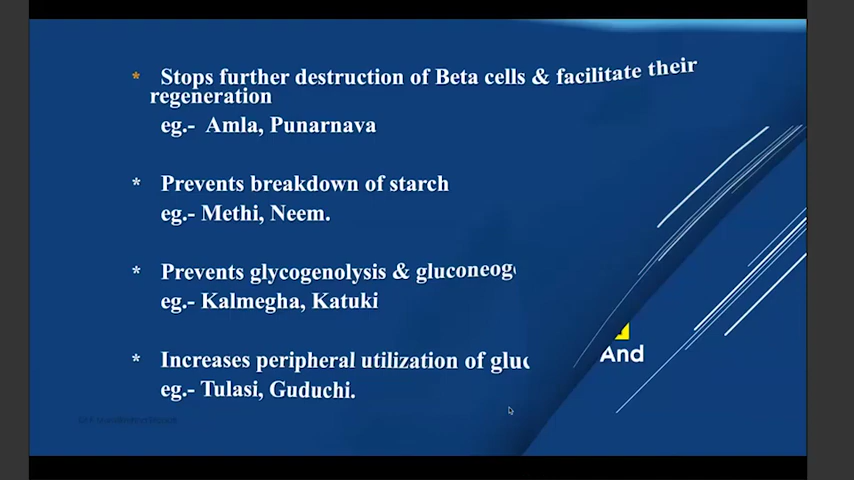 * Stops further destruction of Beta cells & facilitate their
regeneration
eg.- Amla, Punarnava
* Prevents breakdown of starch
eg.- Methi, Neem.
* Prevents glycogenolysis & gluconeog
eg.- Kalmegha, Katuki
And
* Increases peripheral utilization of gluc
eg.- Tulasi, Guduchi.